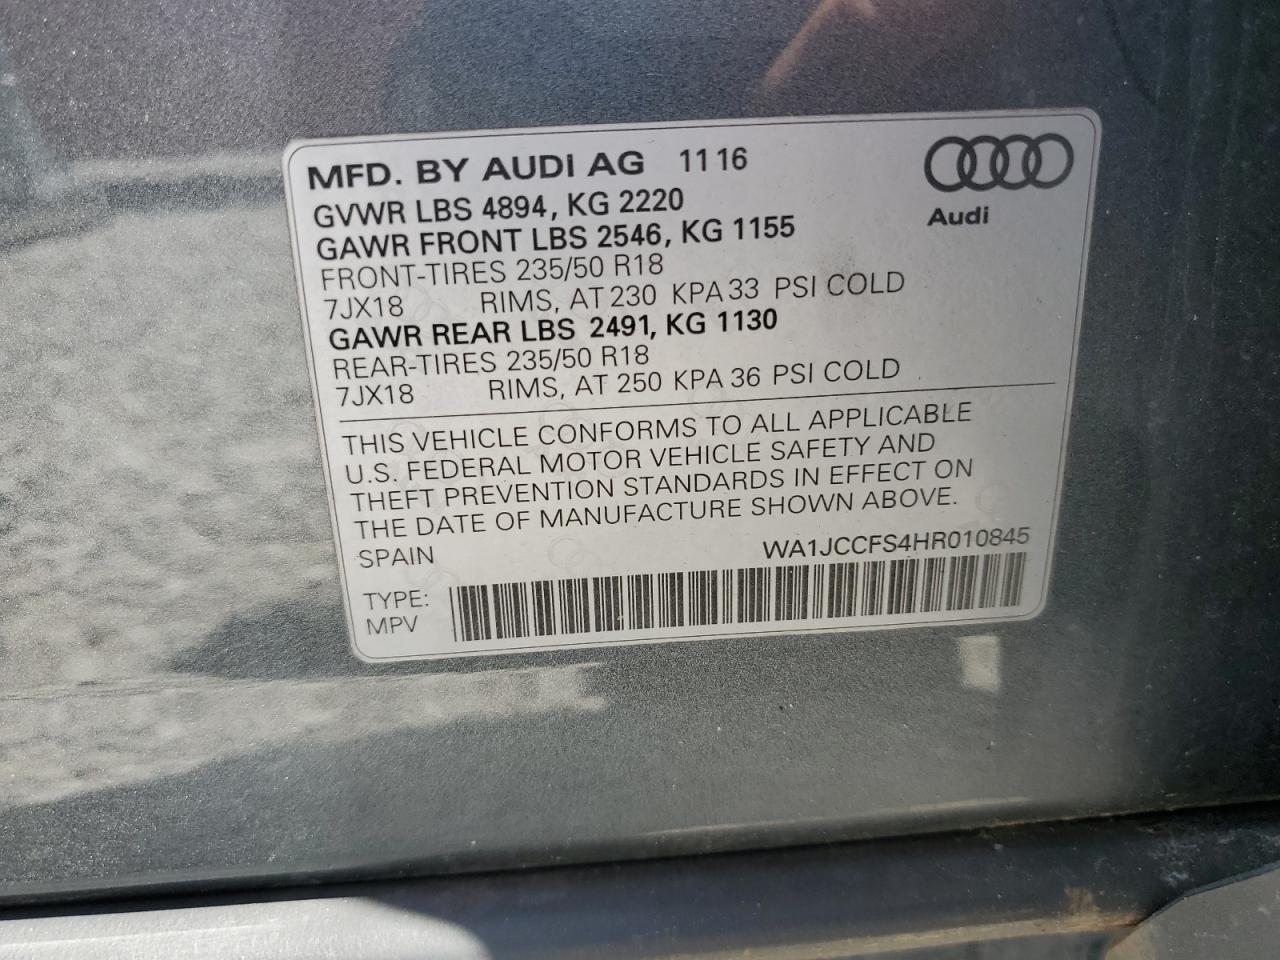 MFD. BY AUDI AG 11 16
Audi
GVWR LBS 4894, KG 2220
GAWR FRONT LBS 2546, KG 1155
FRONT-TIRES 235/50 R18
7JX18 RIMS, AT 230 KPA 33 PSI COLD
GAWR REAR LBS 2491, KG 1130
REAR-TIRES 235/50 R18
7JX18 RIMS, AT 250 KPA 36 PSI COLD
THIS VEHICLE CONFORMS TO ALL APPLICABLE
U.S. FEDERAL MOTOR VEHICLE SAFETY AND
THEFT PREVENTION STANDARDS IN EFFECT ON
THE DATE OF MANUFACTURE SHOWN ABOVE.
SPAIN WA1JCCFS4HR010845
TYPE:
MPV